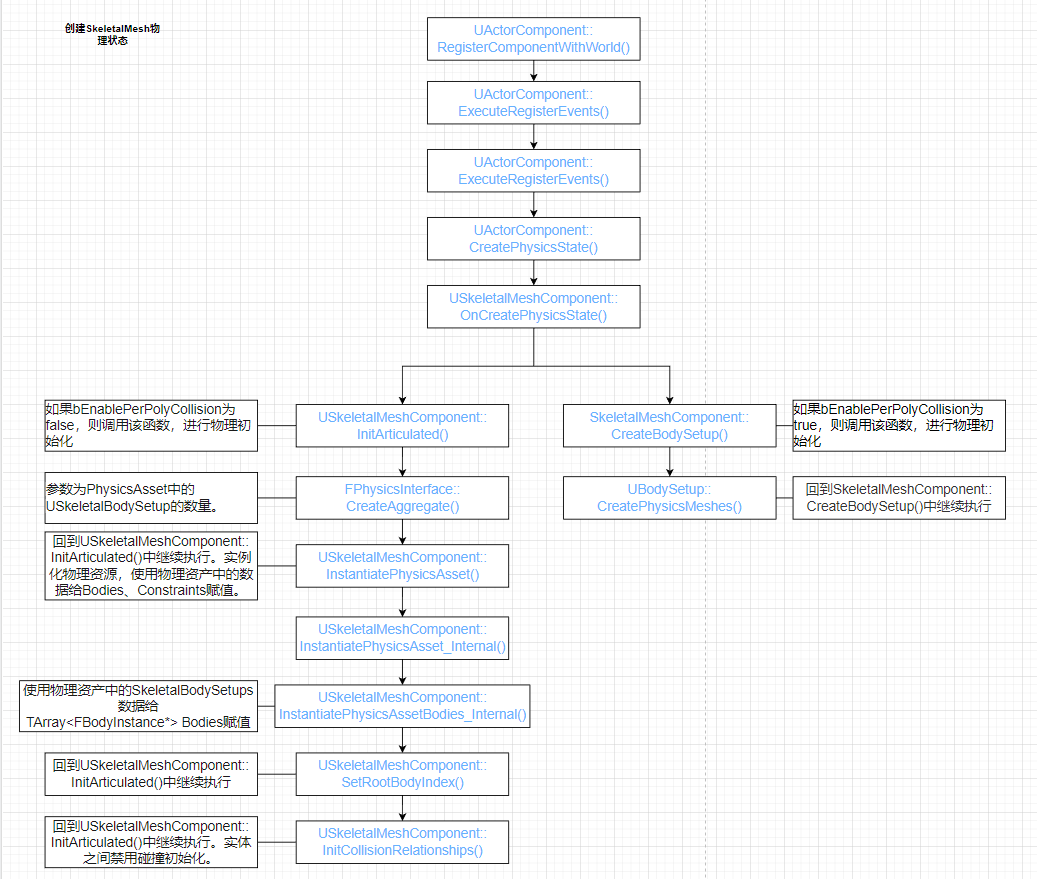 创建SkeletalMesh物
理状态
UActorComponent::
RegisterComponentWithWorld()
UActorComponent::
ExecuteRegisterEvents()
UActorComponent::
ExecuteRegisterEvents()
UActorComponent::
CreatePhysicsState()
USkeletalMeshComponent::
OnCreatePhysicsState()
如果bEnablePerPolyCollision为
false，则调用该函数，进行物理初
始化
USkeletalMeshComponent::
InitArticulated()
SkeletalMeshComponent::
CreateBodySetup()
如果bEnablePerPolyCollision为
true，则调用该函数，进行物理初
始化
参数为PhysicsAsset中的
USkeletalBodySetup的数量。
FPhysicsInterface::
CreateAggregate()
UBodySetup::
CreatePhysicsMeshes()
回到SkeletalMeshComponent::
CreateBodySetup()中继续执行
回到USkeletalMeshComponent::
InitArticulated()中继续执行。实例
化物理资源，使用物理资产中的数
据给Bodies、Constraints赋值。
USkeletalMeshComponent::
InstantiatePhysicsAsset()
USkeletalMeshComponent::
InstantiatePhysicsAsset_Internal()
使用物理资产中的SkeletalBodySetups
数据给
TArray<FBodyInstance*> Bodies赋值
USkeletalMeshComponent::
InstantiatePhysicsAssetBodies_Internal()
回到USkeletalMeshComponent::
InitArticulated()中继续执行
USkeletalMeshComponent::
SetRootBodyIndex()
回到USkeletalMeshComponent::
InitArticulated()中继续执行。实体
之间禁用碰撞初始化。
USkeletalMeshComponent::
InitCollisionRelationships()